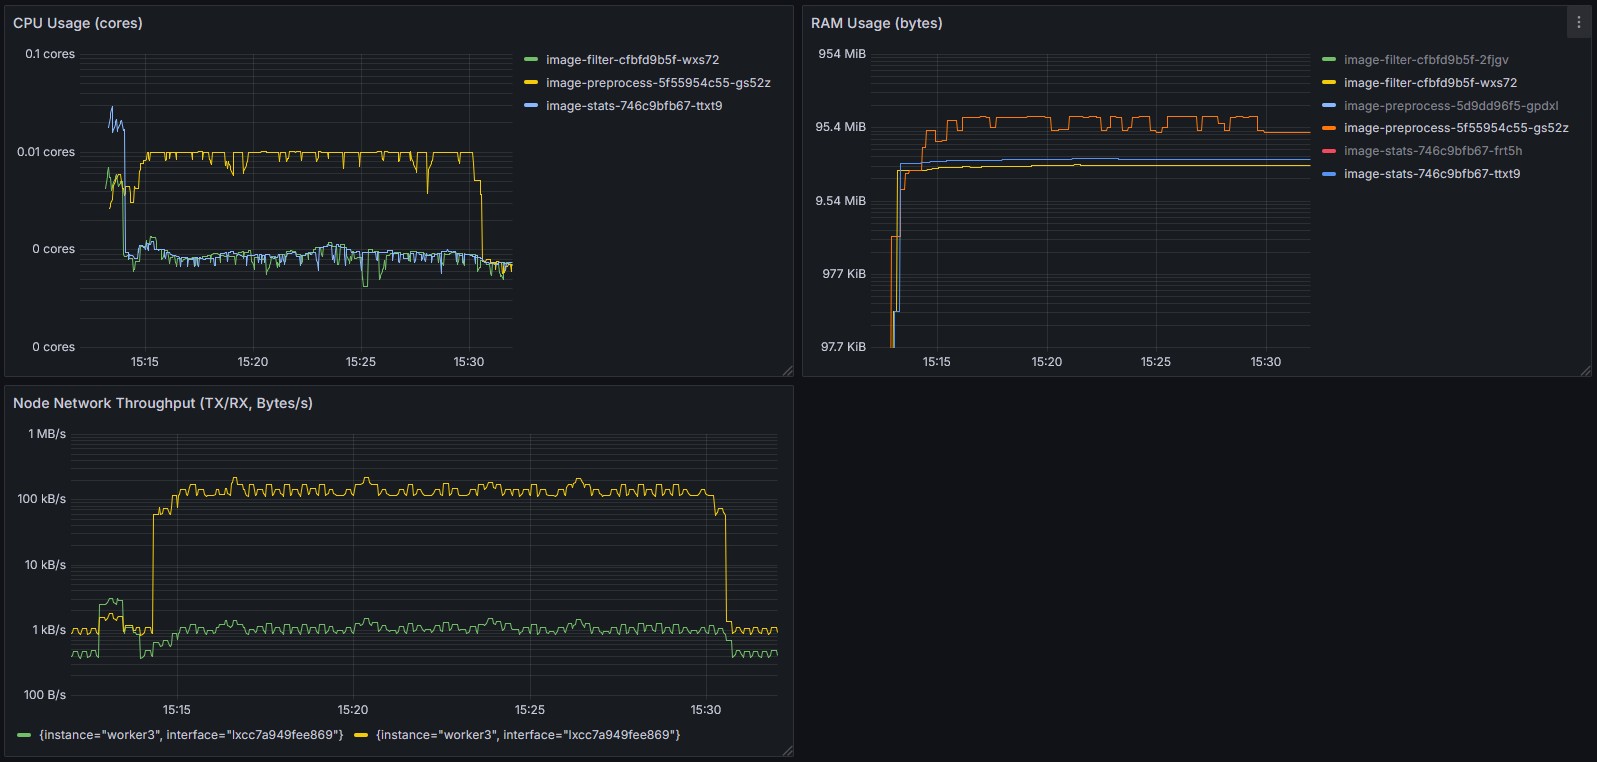 CPU Usage (cores)
0.1 cores
0.01 cores
0 cores
0 cores
15:15
15:20
15:25
15:30
image-filter-cfbfd9b5f-wxs72
image-preprocess-5f55954c55-gs52z
image-stats-746c9bfb67-ttxt9
RAM Usage (bytes)
954 MiB
95.4 MiB
9.54 MiB
977 KiB
97.7 KiB
15:15
15:20
15:25
15:30
image-filter-cfbfd9b5f-2fjgv
image-filter-cfbfd9b5f-wxs72
image-preprocess-5d9dd96f5-gpdxl
image-preprocess-5f55954c55-gs52z
image-stats-746c9bfb67-frt5h
image-stats-746c9bfb67-ttxt9
Node Network Throughput (TX/RX, Bytes/s)
1 MB/s
100 kB/s
10 kB/s
1 kB/s
100 B/s
15:15
15:20
15:25
15:30
{instance="worker3", interface="lxcc7a949fee869"}
{instance="worker3", interface="lxcc7a949fee869"}